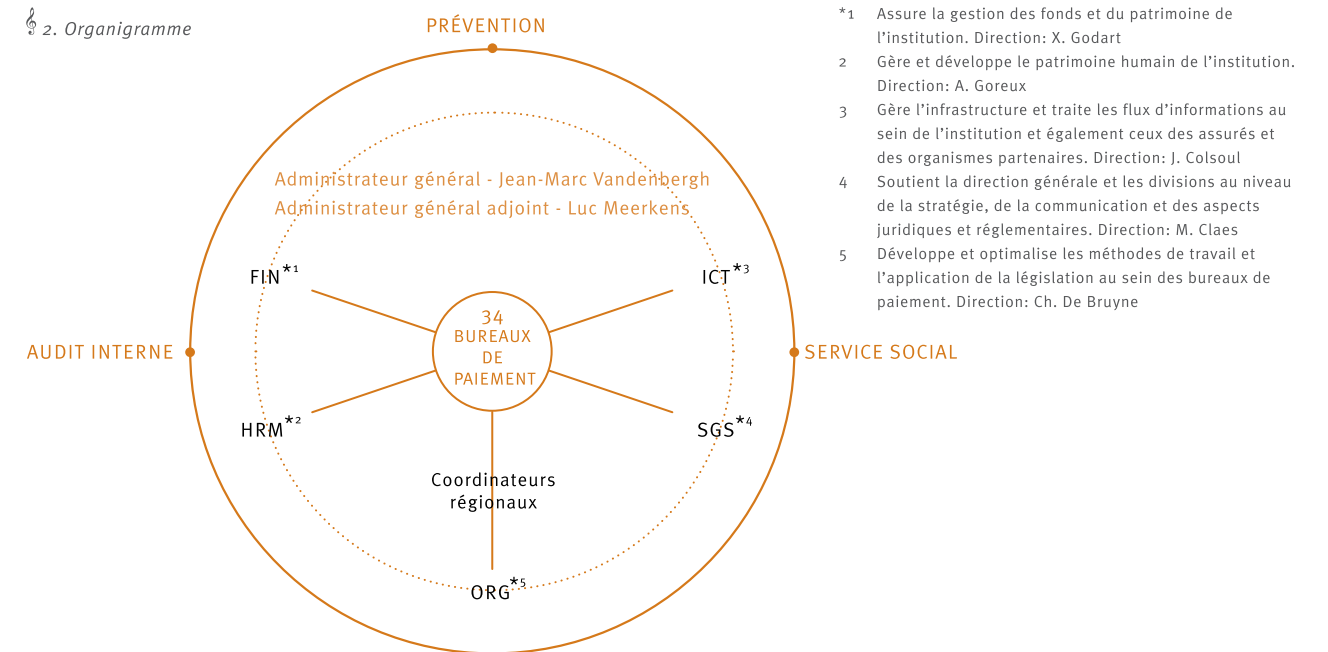 2. Organigramme
PRÉVENTION
Administrateur général - Jean-Marc Vandenbergh
Administrateur général adjoint - Luc Meerkens
FIN*1
ICT*3
34
BUREAUX
DE
PAIEMENT
AUDIT INTERNE
SERVICE SOCIAL
HRM*2
SGS*4
Coordinateurs
régionaux
ORG*5
*1 Assure la gestion des fonds et du patrimoine de
l'institution. Direction: X. Godart
2 Gère et développe le patrimoine humain de l'institution.
Direction: A. Goreux
3 Gère l'infrastructure et traite les flux d'informations au
sein de l'institution et également ceux des assurés et
des organismes partenaires. Direction: J. Colsoul
4 Soutient la direction générale et les divisions au niveau
de la stratégie, de la communication et des aspects
juridiques et réglementaires. Direction: M. Claes
5 Développe et optimalise les méthodes de travail et
l'application de la législation au sein des bureaux de
paiement. Direction: Ch. De Bruyne